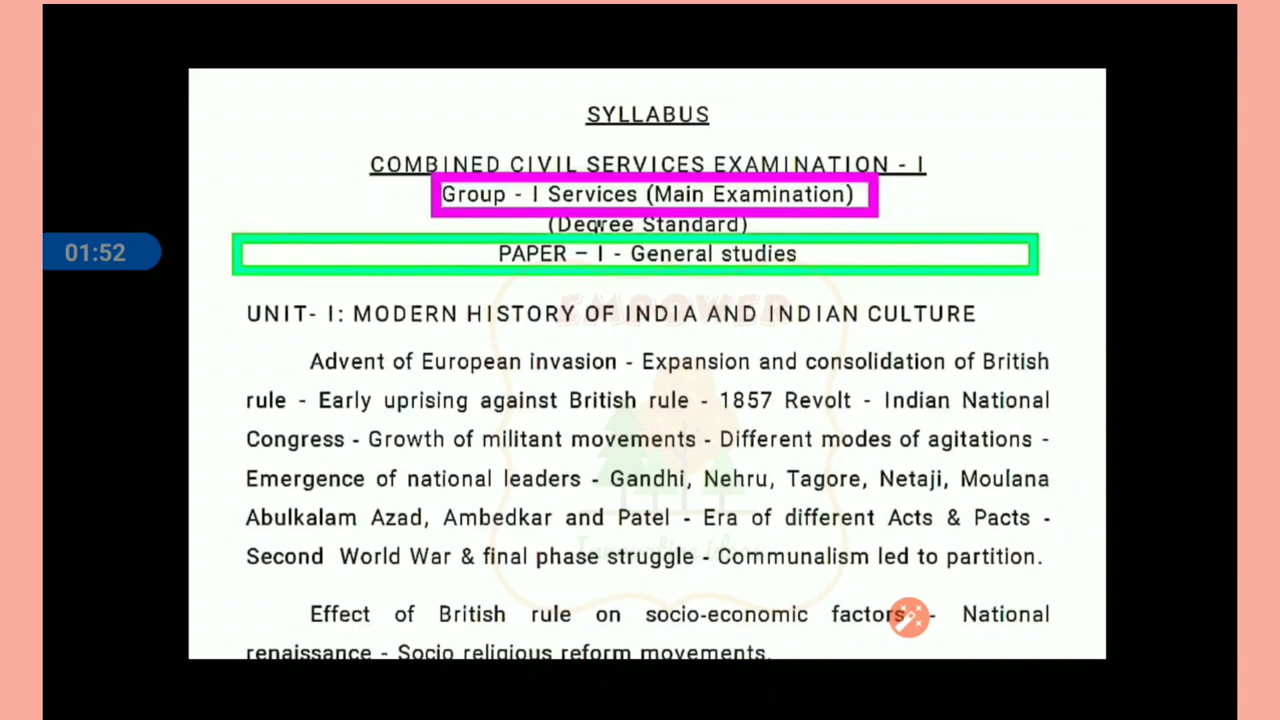 SYLLABUS
COMBINED CIVIL SERVICES EXAMINATION - I
Group - I Services (Main Examination)
(Degree Standard)
01:52
PAPER – I - General studies
EMPOWER
UNIT- I: MODERN HISTORY OF INDIA AND INDIAN CULTURE
Advent of European invasion - Expansion and consolidation of British
rule - Early uprising against British rule - 1857 Revolt - Indian National
Congress - Growth of militant movements - Different modes of agitations -
Emergence of national leaders - Gandhi, Nehru, Tagore, Netaji, Moulana
Abulkalam Azad, Ambedkar and Patel - Era of different Acts & Pacts -
Second World War & final phase struggle - Communalism led to partition.
Effect of British rule on socio-economic factors - National
renaissance - Socio religious reform movements.